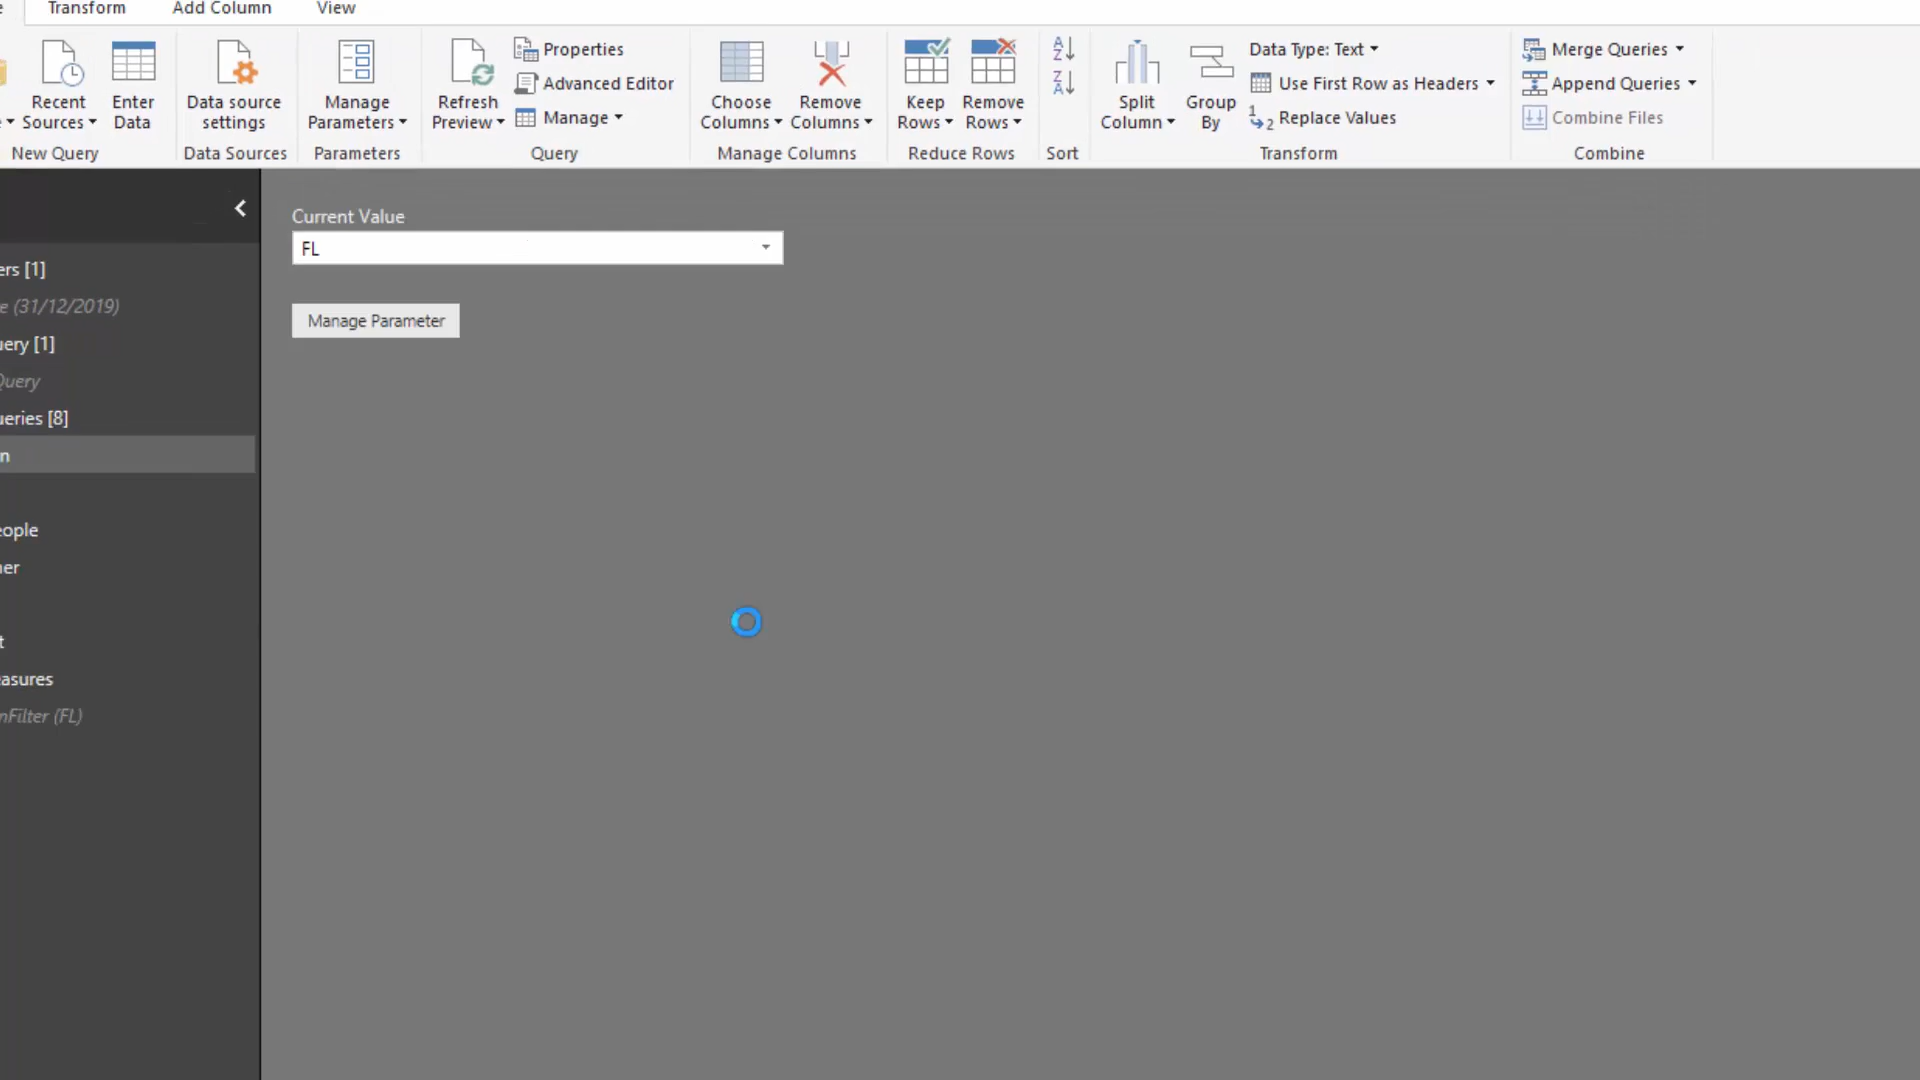 Transform Add Column View
Recent Sources
Enter Data
New Query
Data source settings
Data Sources
Manage Parameters
Parameters
Refresh Preview
Properties
Advanced Editor
Manage
Query
Choose Columns
Remove Columns
Manage Columns
Keep Rows
Remove Rows
Reduce Rows
Sort
Split Column
Group By
Data Type: Text
Use First Row as Headers
Replace Values
Transform
Merge Queries
Append Queries
Combine Files
Combine
ers [1]
e (31/12/2019)
uery [1]
Query
ueries [8]
n
eople
ner
t
easures
nFilter (FL)
Current Value
FL
Manage Parameter